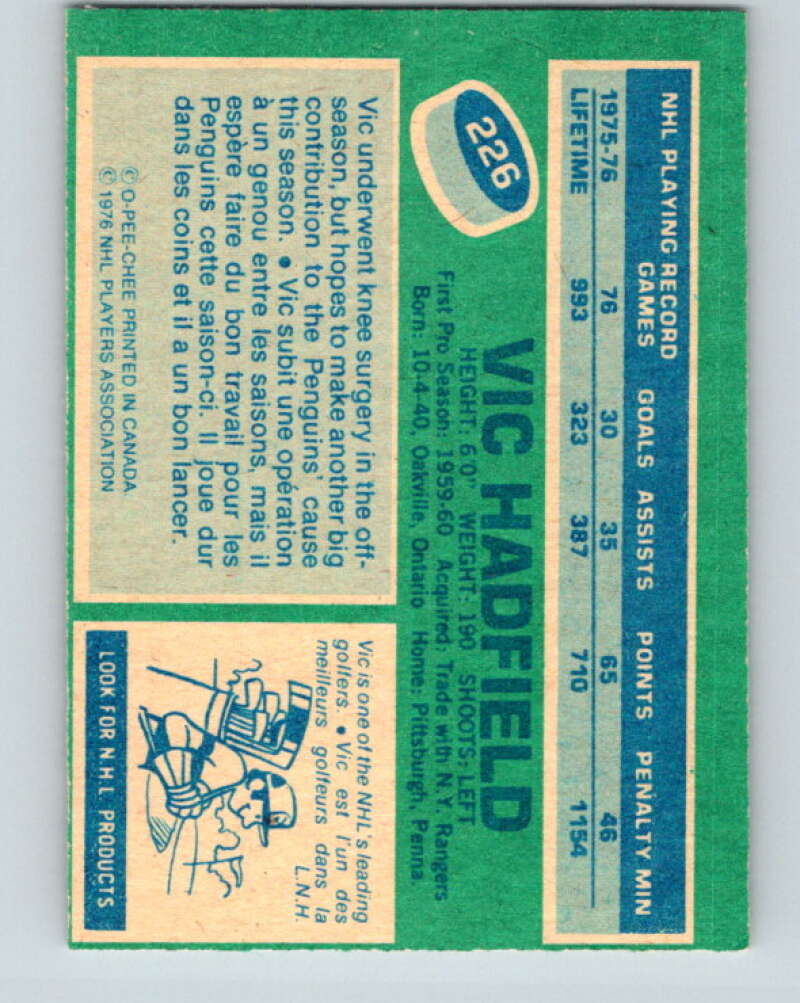 NHL PLAYING RECORD
GAMES GOALS ASSISTS POINTS PENALTY MIN
1975-76 76 30 35 65 46
LIFETIME 993 323 387 710 1154
226
VIC HADFIELD
HEIGHT: 6'0" WEIGHT: 190 SHOOTS: LEFT
First Pro Season: 1959-60 Acquired: Trade with N.Y. Rangers
Born: 10-4-40, Oakville, Ontario Home: Pittsburgh, Penna.
Vic underwent knee surgery in the off-
season, but hopes to make another big
contribution to the Penguins' cause
this season. • Vic subit une opération
à un genou entre les saisons, mais il
espère faire du bon travail pour les
Penguins cette saison-ci. Il joue dur
dans les coins et il a un bon lancer.
© O-PEE-CHEE PRINTED IN CANADA
© 1976 NHL PLAYERS ASSOCIATION
Vic is one of the NHL's leading
golfers. • Vic est l'un des
meilleurs golfeurs dans la
L.N.H.
LOOK FOR N.H.L. PRODUCTS